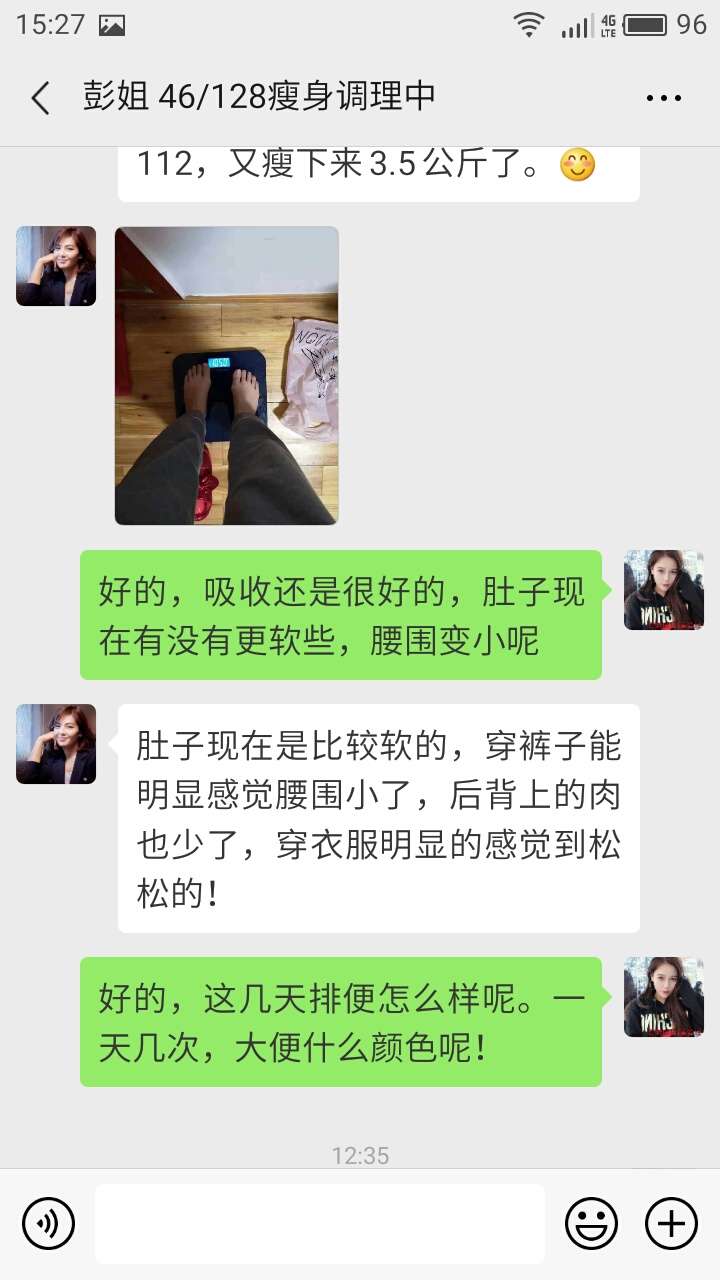 15:27
4G
LTE
96
彭姐 46/128瘦身调理中
112，又瘦下来3.5公斤了。
好的，吸收还是很好的，肚子现
在有没有更软些，腰围变小呢
肚子现在是比较软的，穿裤子能
明显感觉腰围小了，后背上的肉
也少了，穿衣服明显的感觉到松
松的！
好的，这几天排便怎么样呢。一
天几次，大便什么颜色呢！
12:35